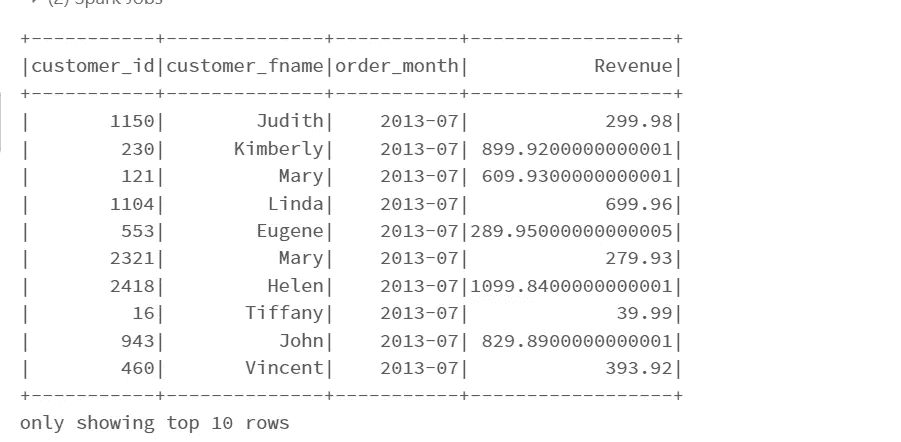 (2) Spark Jobs
+-----------+--------------+-----------+------------------+
|customer_id|customer_fname|order_month|           Revenue|
+-----------+--------------+-----------+------------------+
|       1150|        Judith|    2013-07|            299.98|
|        230|      Kimberly|    2013-07| 899.9200000000001|
|        121|          Mary|    2013-07| 609.9300000000001|
|       1104|         Linda|    2013-07|            699.96|
|        553|        Eugene|    2013-07|289.95000000000005|
|       2321|          Mary|    2013-07|            279.93|
|       2418|         Helen|    2013-07|1099.8400000000001|
|         16|       Tiffany|    2013-07|             39.99|
|        943|          John|    2013-07| 829.8900000000001|
|        460|       Vincent|    2013-07|            393.92|
+-----------+--------------+-----------+------------------+
only showing top 10 rows